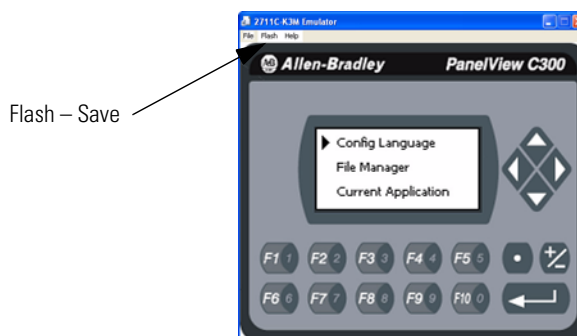 2711C-K3M Emulator
File Flash Help
AB Allen-Bradley PanelView C300
Flash – Save
Config Language
File Manager
Current Application
F1 1 F2 2 F3 3 F4 4 F5 5 • +/-
F6 6 F7 7 F8 8 F9 9 F10 0